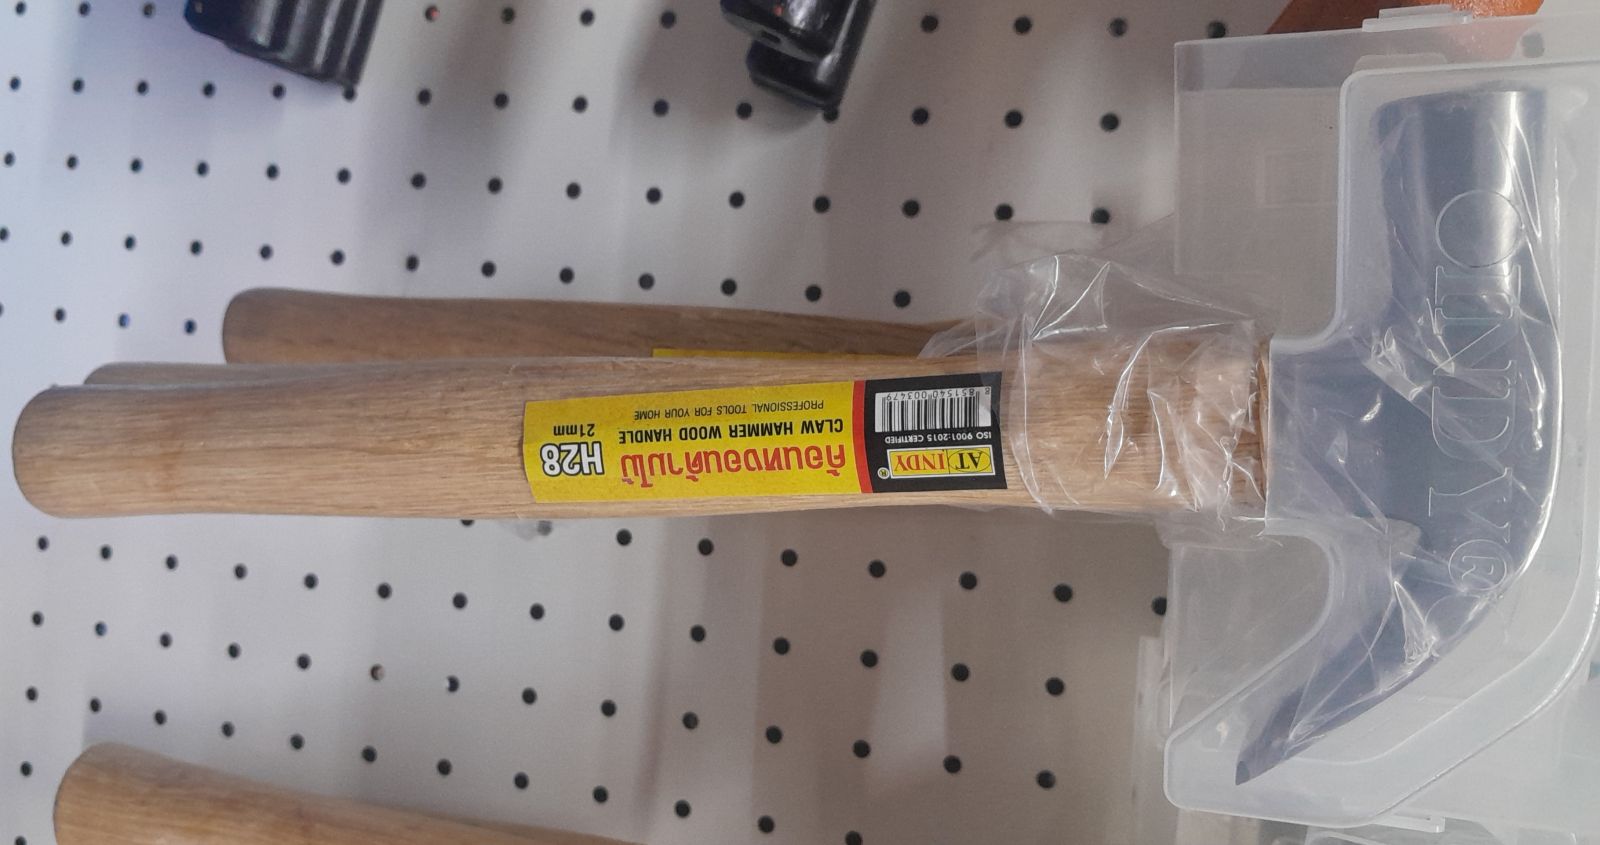 AT INDY®
ISO 9001:2015 CERTIFIED
8 851540 003479
ค้อนหงอนด้ามไม้
CLAW HAMMER WOOD HANDLE
PROFESSIONAL TOOLS FOR YOUR HOME
H28
21mm
INDY®